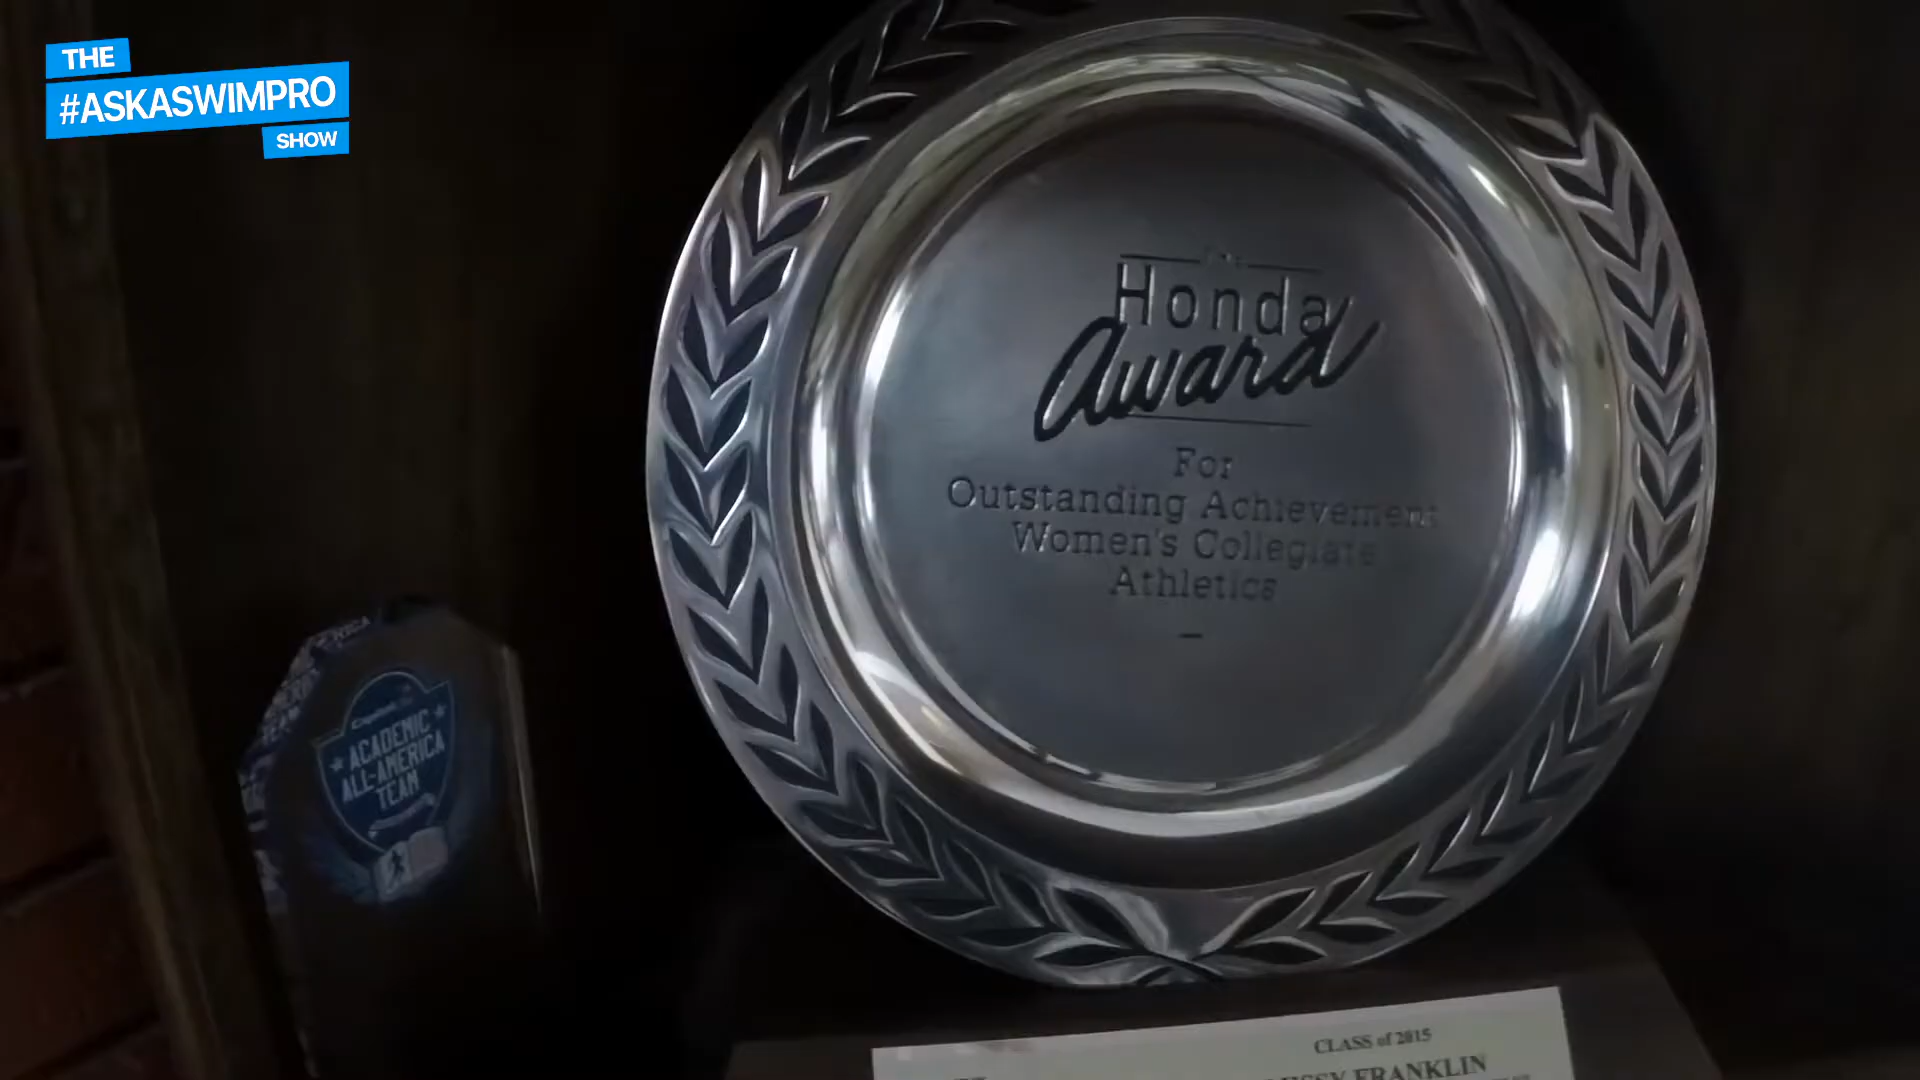 THE
#ASKASWIMPRO
SHOW
Honda
Award
For
Outstanding Achievement
Women's Collegiate
Athletics
ACADEMIC
ALL-AMERICA
TEAM
CLASS of 2015
FRANKLIN